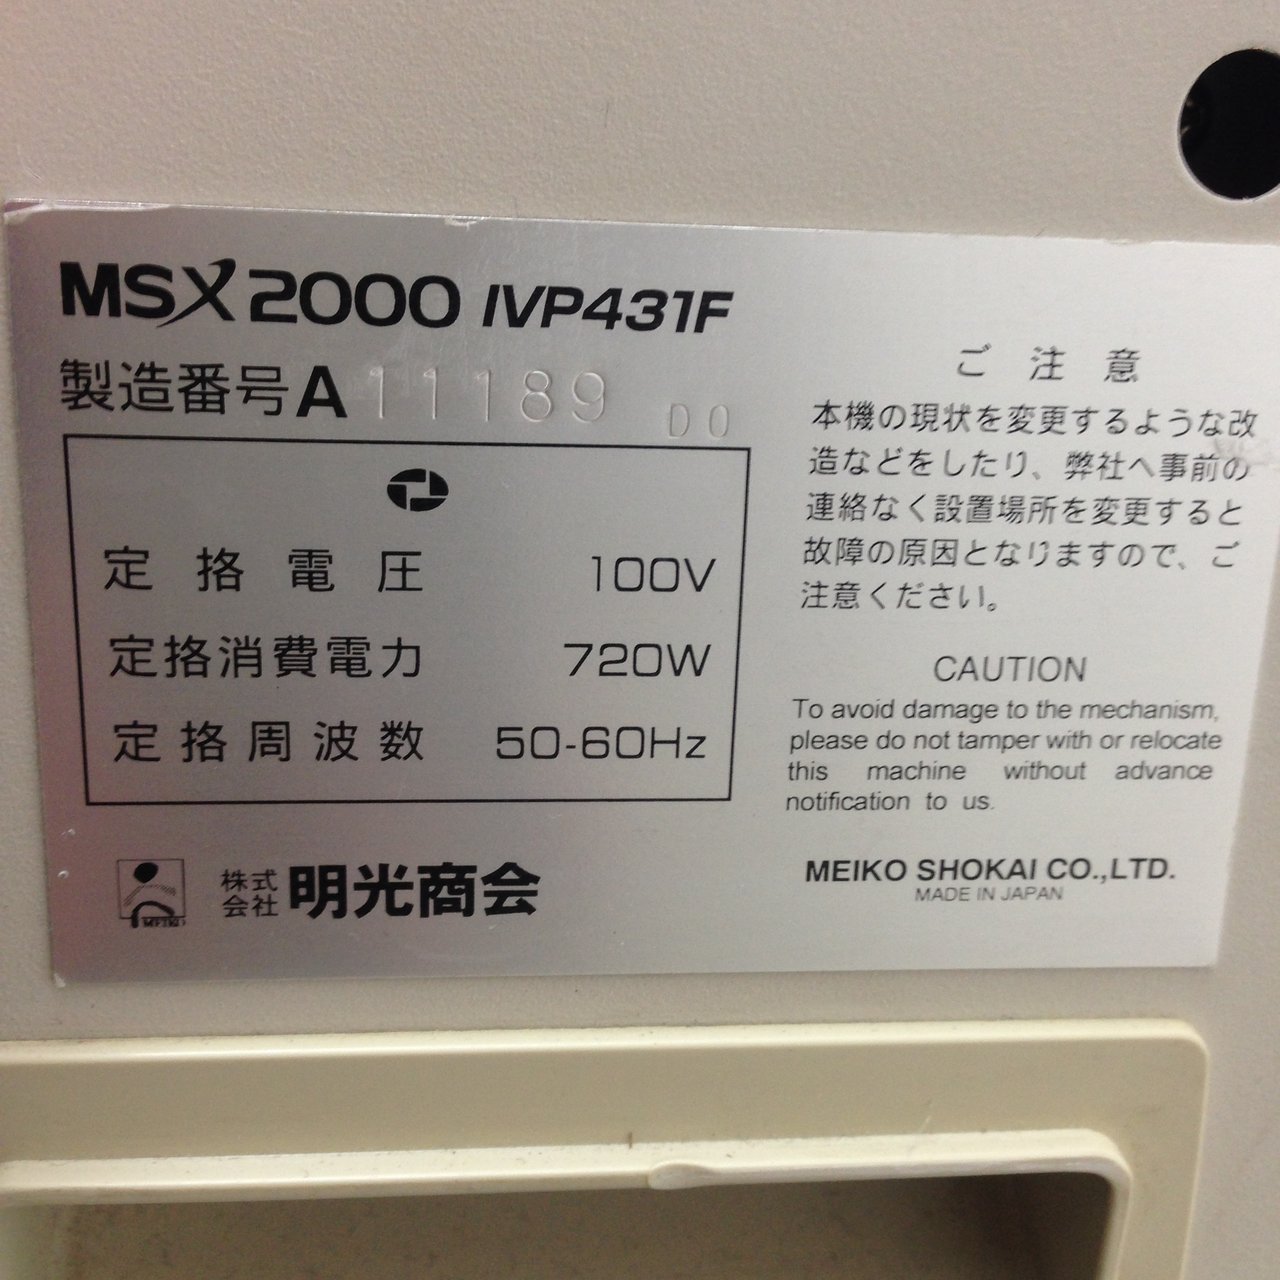 MSX2000 IVP431F
製造番号 A 11189 D0
定格電圧 100V
定格消費電力 720W
定格周波数 50-60Hz
MEIKO
株式会社 明光商会
ご注意
本機の現状を変更するような改
造などをしたり、弊社へ事前の
連絡なく設置場所を変更すると
故障の原因となりますので、ご
注意ください。
CAUTION
To avoid damage to the mechanism,
please do not tamper with or relocate
this machine without advance
notification to us.
MEIKO SHOKAI CO.,LTD.
MADE IN JAPAN